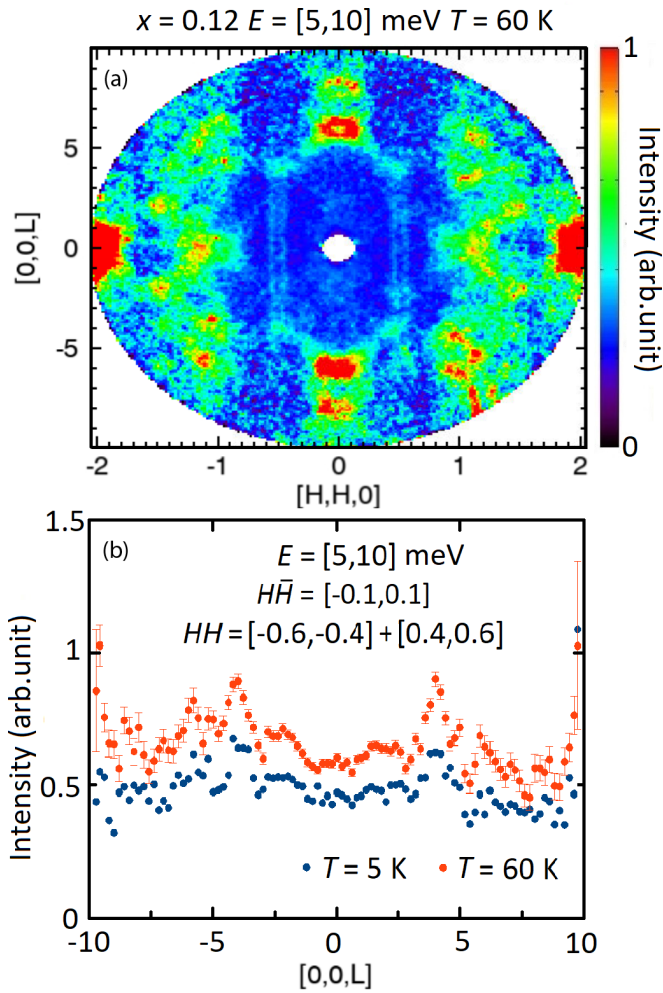 x = 0.12 E = [5,10] meV T = 60 K
(a)
1
5
0
-5
[0,0,L]
Intensity (arb.unit)
0
-2 -1 0 1 2
[H,H,0]
1.5
(b)
E = [5,10] meV
HH̄ = [-0.1,0.1]
HH = [-0.6,-0.4] + [0.4,0.6]
1
Intensity (arb.unit)
0.5
T = 5 K T = 60 K
0
-10 -5 0 5 10
[0,0,L]